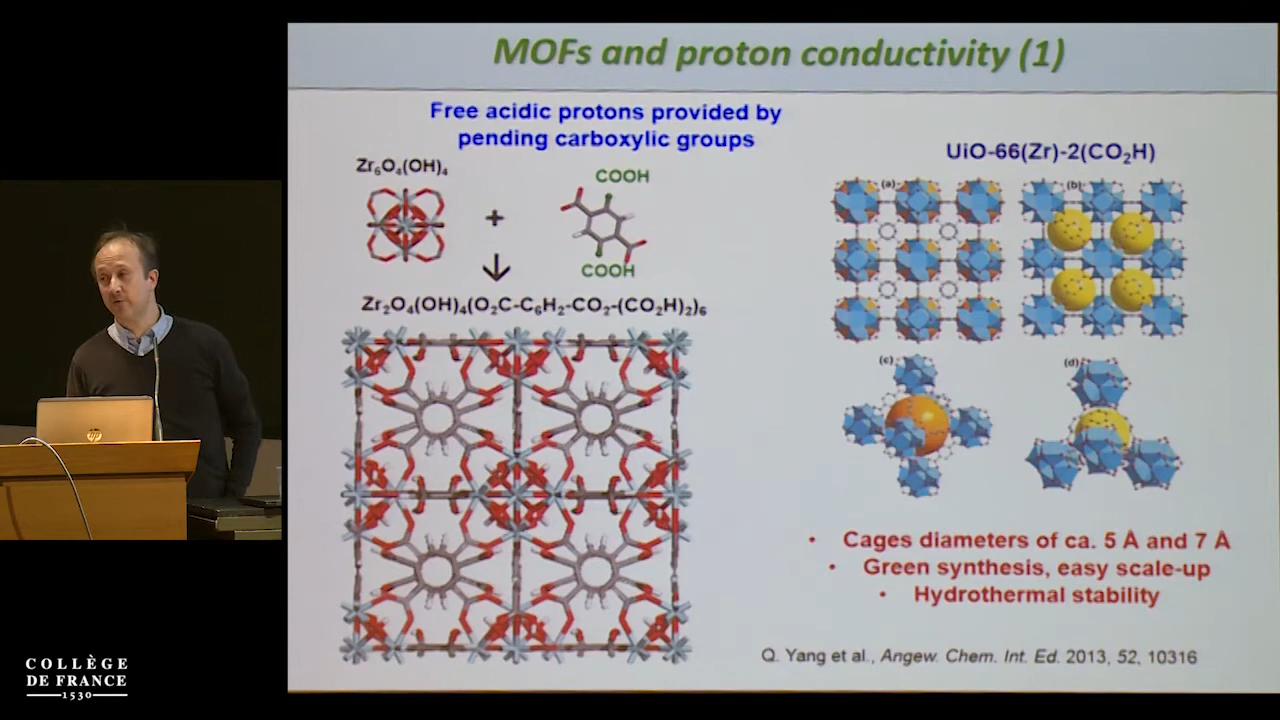 MOFs and proton conductivity (1)
Free acidic protons provided by
pending carboxylic groups
Zr6O4(OH)4
COOH
+
COOH
Zr2O4(OH)4(O2C-C6H2-CO2-(CO2H)2)6
UiO-66(Zr)-2(CO2H)
(a)
(b)
(c)
(d)
• Cages diameters of ca. 5 Å and 7 Å
• Green synthesis, easy scale-up
• Hydrothermal stability
Q. Yang et al., Angew. Chem. Int. Ed. 2013, 52, 10316
hp
COLLÈGE
DE FRANCE
1530